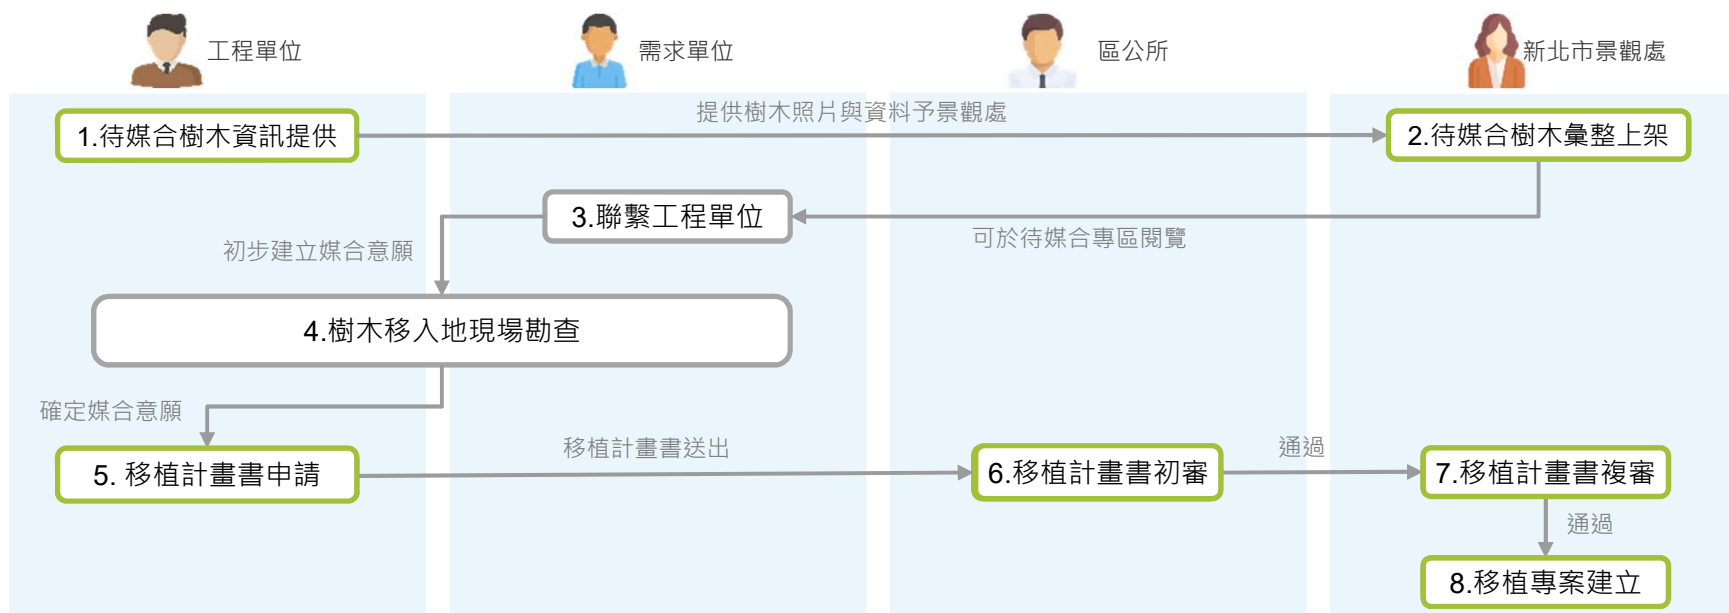 工程單位
需求單位
區公所
新北市景觀處
提供樹木照片與資料予景觀處
1.待媒合樹木資訊提供
2.待媒合樹木彙整上架
3.聯繫工程單位
可於待媒合專區閱覽
初步建立媒合意願
4.樹木移入地現場勘查
確定媒合意願
移植計畫書送出
通過
5. 移植計畫書申請
6.移植計畫書初審
7.移植計畫書複審
通過
8.移植專案建立